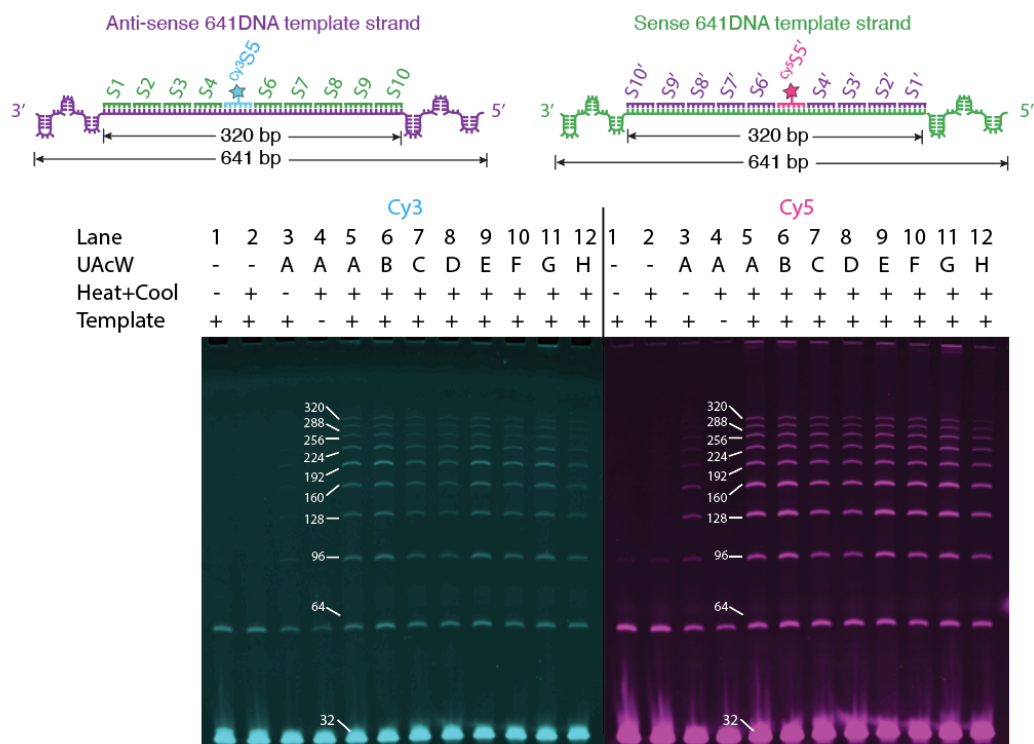 Anti-sense 641DNA template strand
S1 S2 S3 S4 Cy3S5 S6 S7 S8 S9 S10
3′ 5′
320 bp
641 bp
Sense 641DNA template strand
S10′ S9′ S8′ S7′ S6′ Cy5S5′ S4′ S3′ S2′ S1′
3′ 5′
320 bp
641 bp
Cy3 Cy5
Lane 1 2 3 4 5 6 7 8 9 10 11 12 1 2 3 4 5 6 7 8 9 10 11 12
UAcW - - A A A B C D E F G H - - A A A B C D E F G H
Heat+Cool - + - + + + + + + + + + - + - + + + + + + + + +
Template + + + - + + + + + + + + + + + - + + + + + + + +
320 320
288 288
256 256
224 224
192 192
160 160
128 128
96 96
64 64
32 32